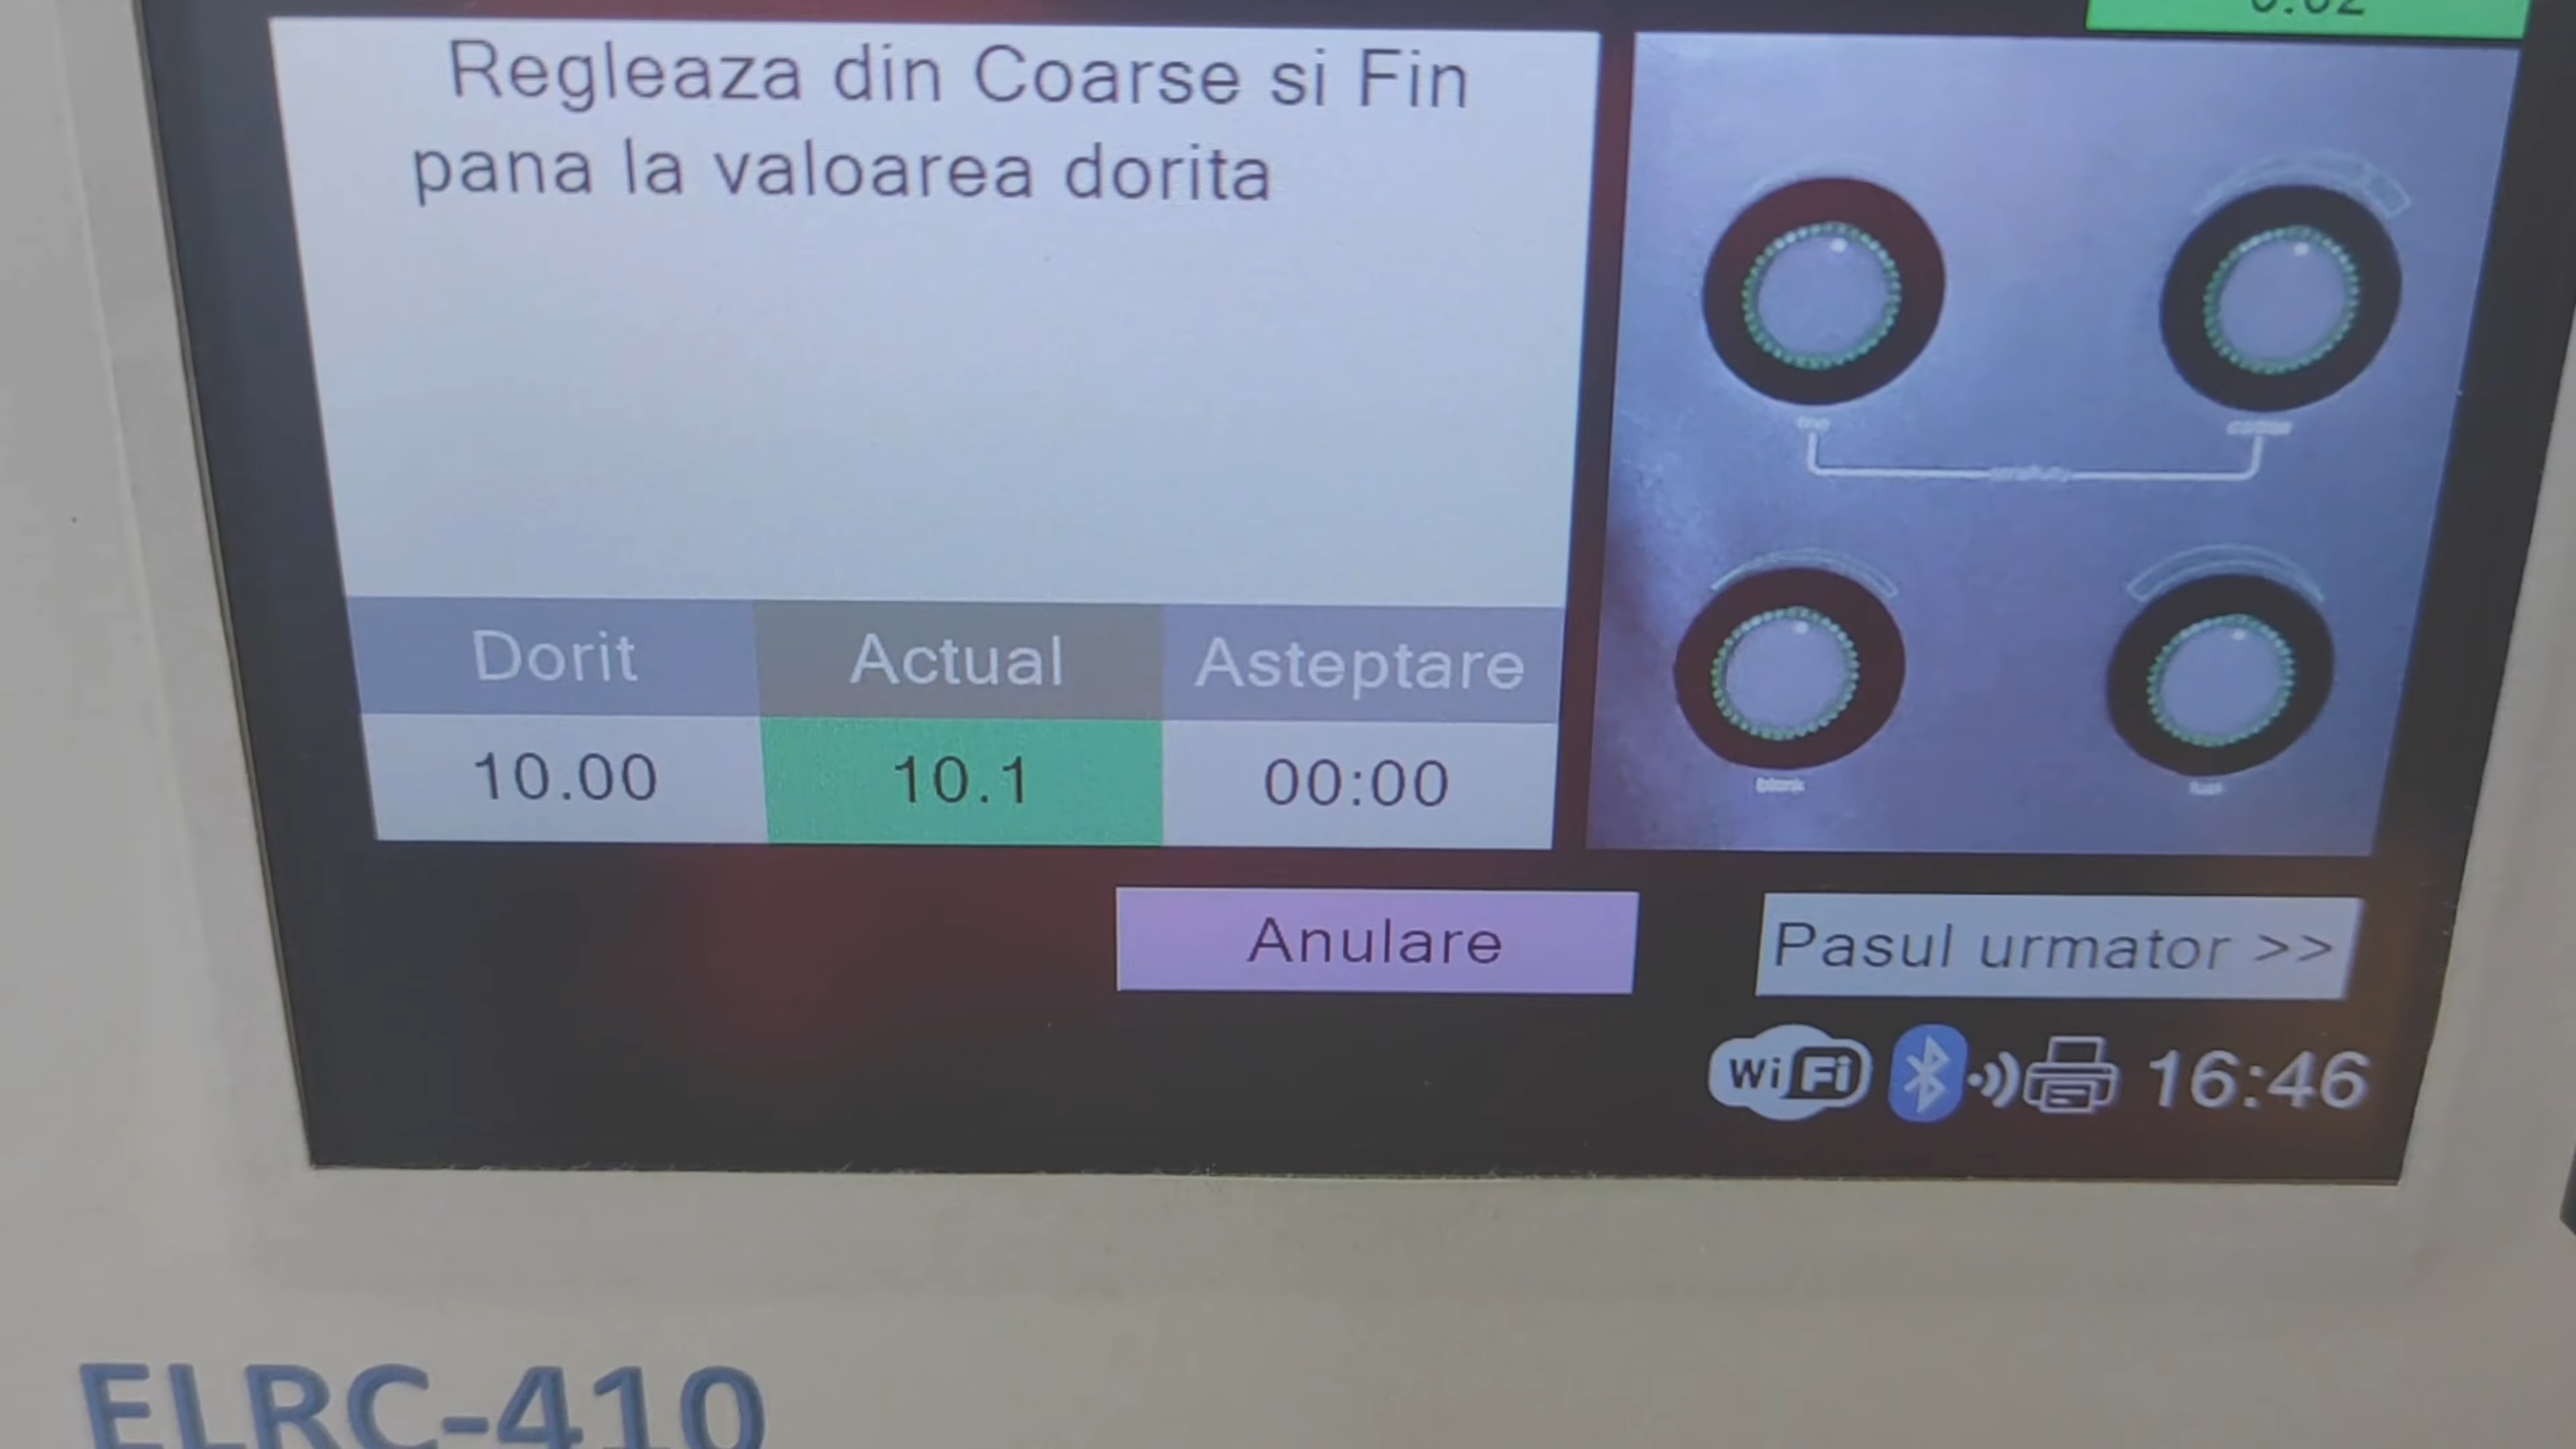 Regleaza din Coarse si Fin
pana la valoarea dorita
coarse
Dorit Actual Asteptare
10.00 10.1 00:00
Anulare
Pasul urmator >>
WiFi 16:46
ELRC-410